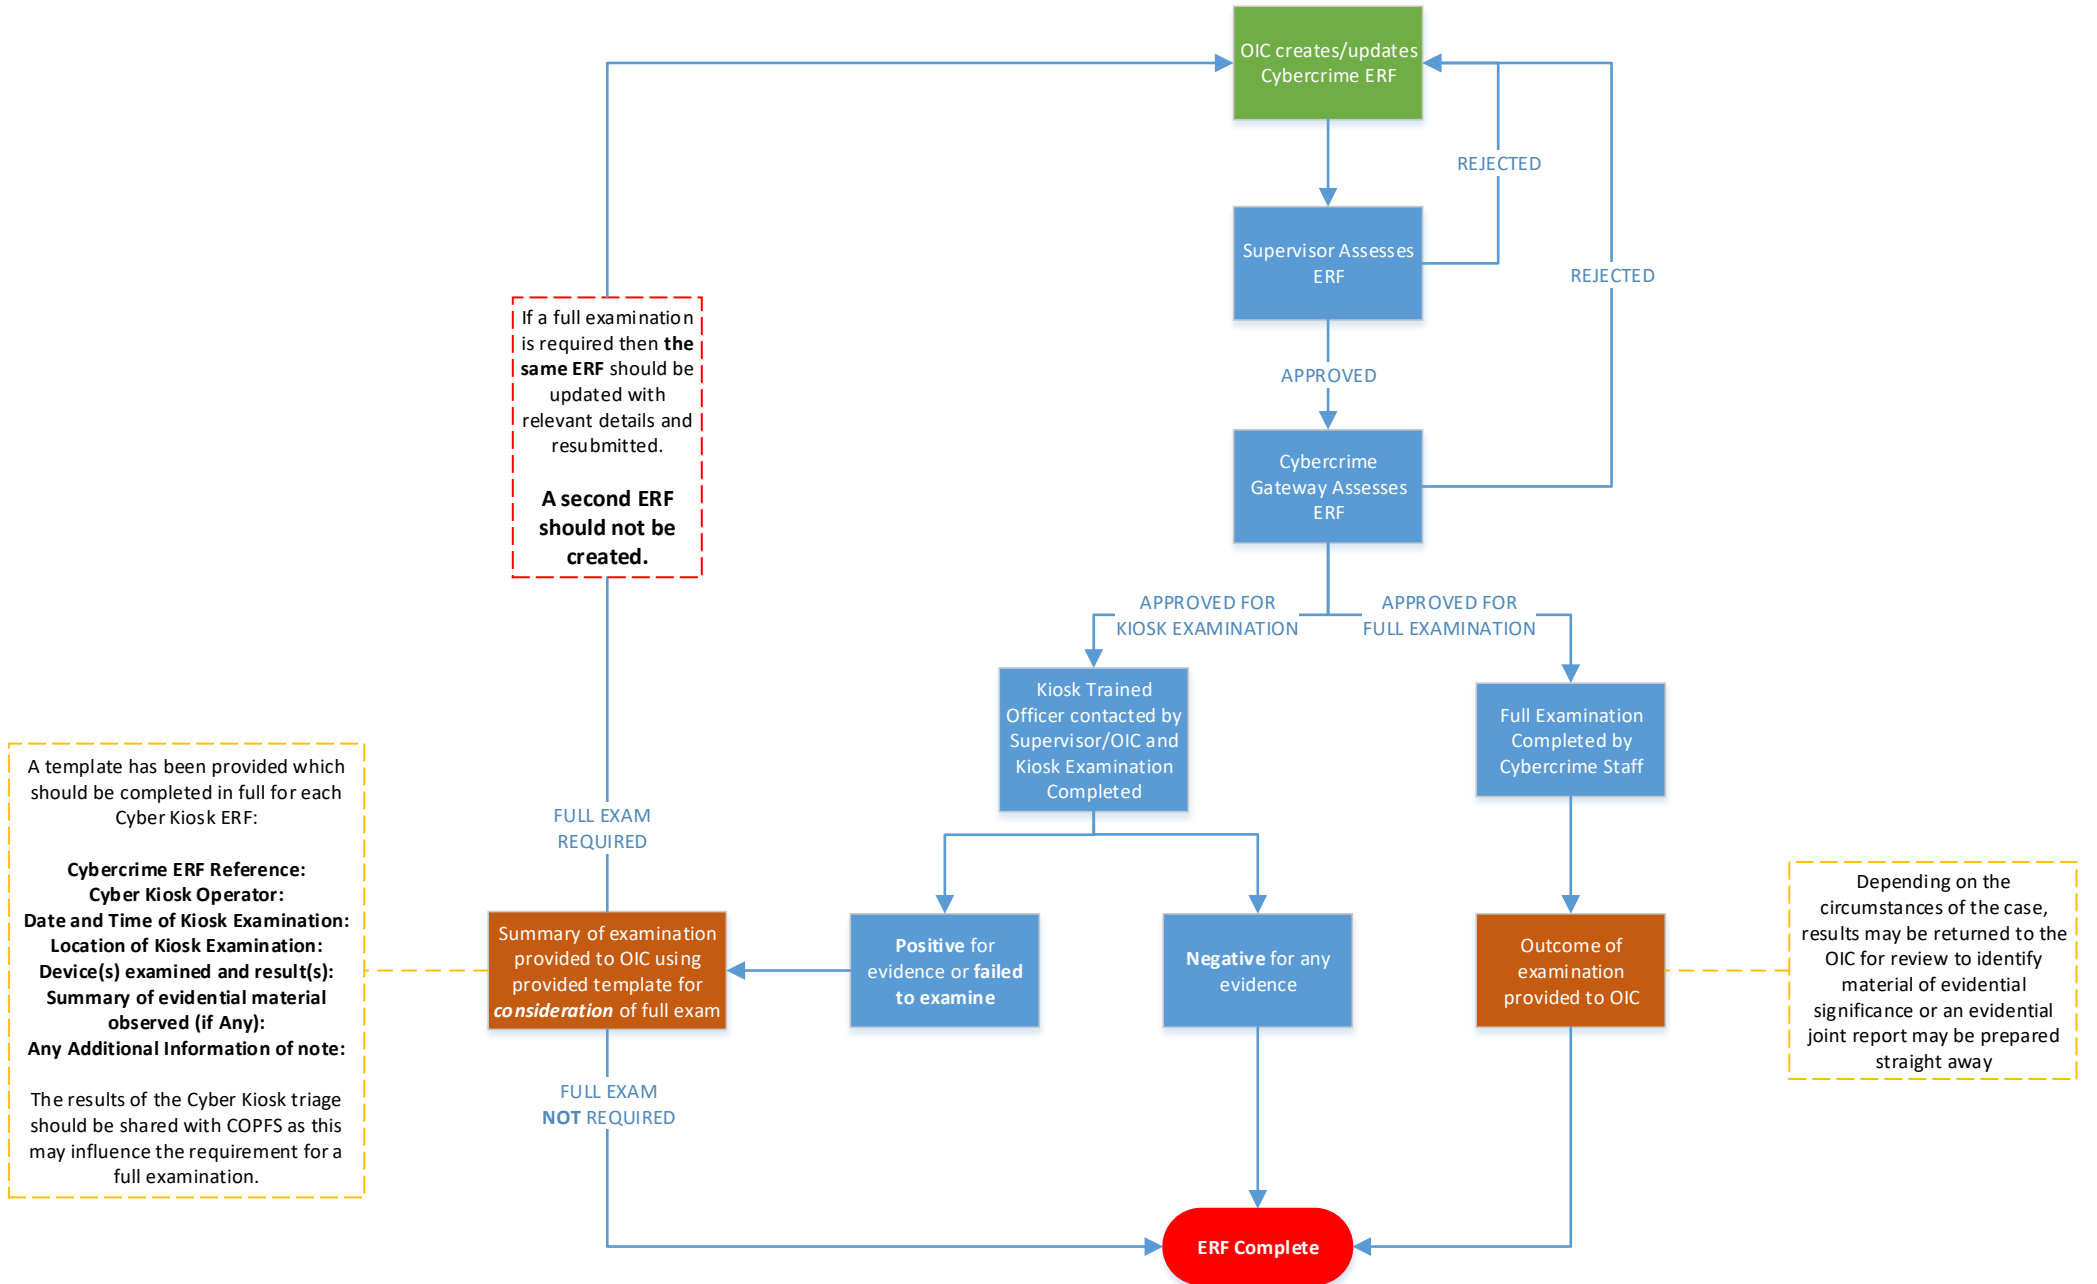 OIC creates/updates
Cybercrime ERF
REJECTED
Supervisor Assesses
ERF
REJECTED
If a full examination
is required then the
same ERF should be
updated with
relevant details and
resubmitted.
A second ERF
should not be
created.
APPROVED
Cybercrime
Gateway Assesses
ERF
APPROVED FOR
KIOSK EXAMINATION
APPROVED FOR
FULL EXAMINATION
Kiosk Trained
Officer contacted by
Supervisor/OIC and
Kiosk Examination
Completed
Full Examination
Completed by
Cybercrime Staff
A template has been provided which
should be completed in full for each
Cyber Kiosk ERF:
Cybercrime ERF Reference:
Cyber Kiosk Operator:
Date and Time of Kiosk Examination:
Location of Kiosk Examination:
Device(s) examined and result(s):
Summary of evidential material
observed (if Any):
Any Additional Information of note:
The results of the Cyber Kiosk triage
should be shared with COPFS as this
may influence the requirement for a
full examination.
FULL EXAM
REQUIRED
Summary of examination
provided to OIC using
provided template for
consideration of full exam
Positive for
evidence or failed
to examine
Negative for any
evidence
Outcome of
examination
provided to OIC
Depending on the
circumstances of the case,
results may be returned to the
OIC for review to identify
material of evidential
significance or an evidential
joint report may be prepared
straight away
FULL EXAM
NOT REQUIRED
ERF Complete